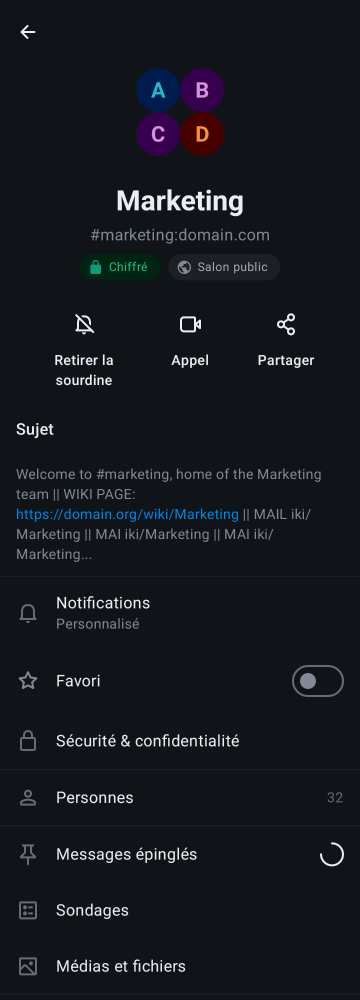 A B
C D
Marketing
#marketing:domain.com
Chiffré Salon public
Retirer la
sourdine
Appel
Partager
Sujet
Welcome to #marketing, home of the Marketing
team || WIKI PAGE:
https://domain.org/wiki/Marketing || MAIL iki/
Marketing || MAI iki/Marketing || MAI iki/
Marketing...
Notifications
Personnalisé
Favori
Sécurité & confidentialité
Personnes 32
Messages épinglés
Sondages
Médias et fichiers